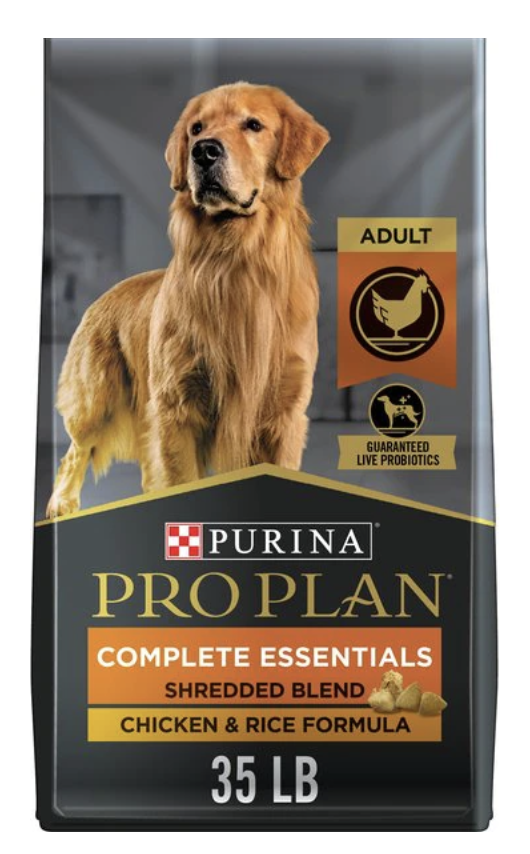 ADULT
GUARANTEED
LIVE PROBIOTICS
PURINA
PRO PLAN
COMPLETE ESSENTIALS
SHREDDED BLEND
CHICKEN & RICE FORMULA
35 LB